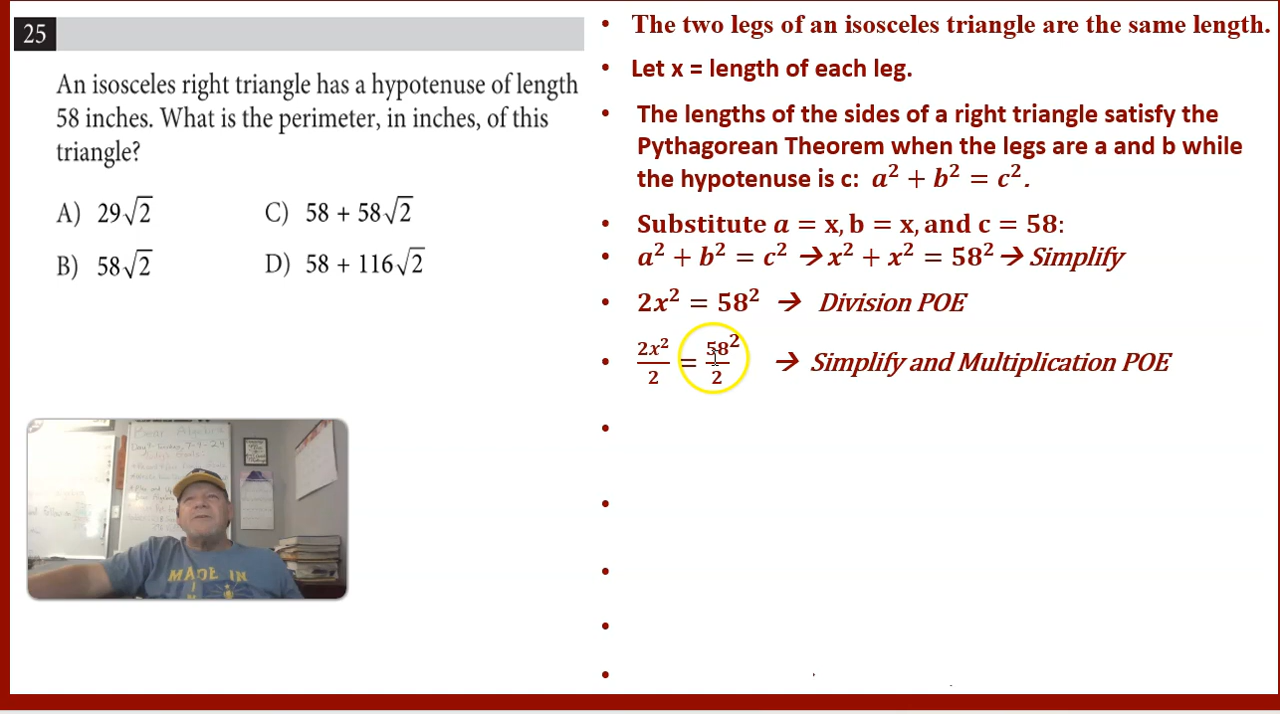 25
An isosceles right triangle has a hypotenuse of length
58 inches. What is the perimeter, in inches, of this
triangle?
A) 29√2
C) 58 + 58√2
B) 58√2
D) 58 + 116√2
• The two legs of an isosceles triangle are the same length.
• Let x = length of each leg.
• The lengths of the sides of a right triangle satisfy the
Pythagorean Theorem when the legs are a and b while
the hypotenuse is c: a² + b² = c².
• Substitute a = x, b = x, and c = 58:
• a² + b² = c² → x² + x² = 58² → Simplify
• 2x² = 58² → Division POE
• 2x²/2 = 58²/2 → Simplify and Multiplication POE
•
•
•
•
•
Bear Algebra
MADE IN